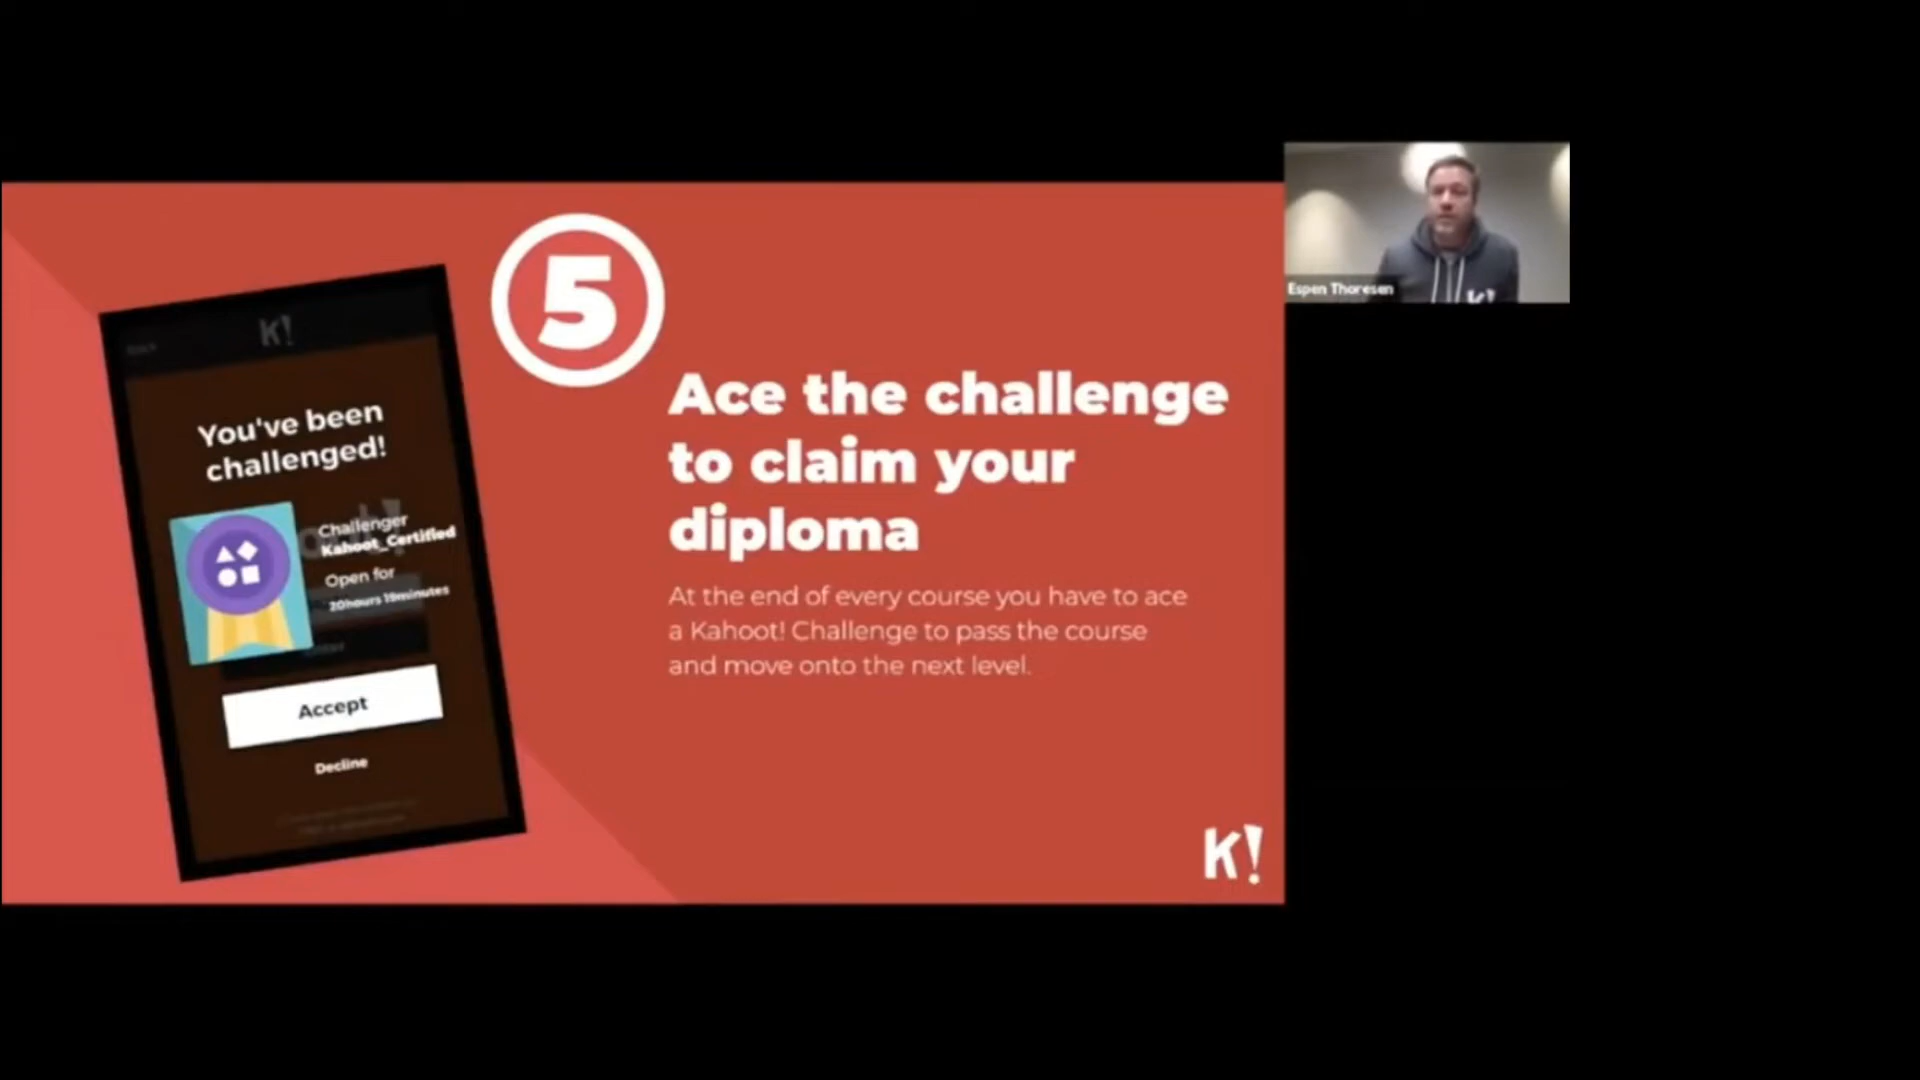 5
Ace the challenge
to claim your
diploma
At the end of every course you have to ace
a Kahoot! Challenge to pass the course
and move onto the next level.
K!
You've been
challenged!
Challenger
Kahoot_Certified
Open for
20hours 19minutes
Accept
Decline
K!
Espen Thoresen
K!